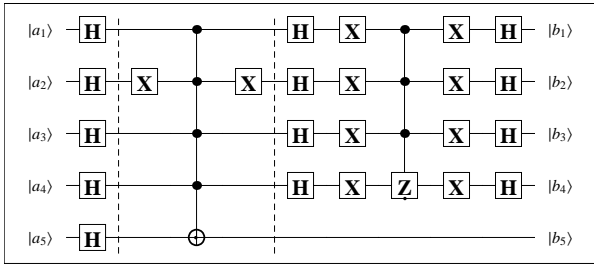 |a₁⟩ H H X X H |b₁⟩
|a₂⟩ H X X H X X H |b₂⟩
|a₃⟩ H H X X H |b₃⟩
|a₄⟩ H H X Z X H |b₄⟩
|a₅⟩ H |b₅⟩